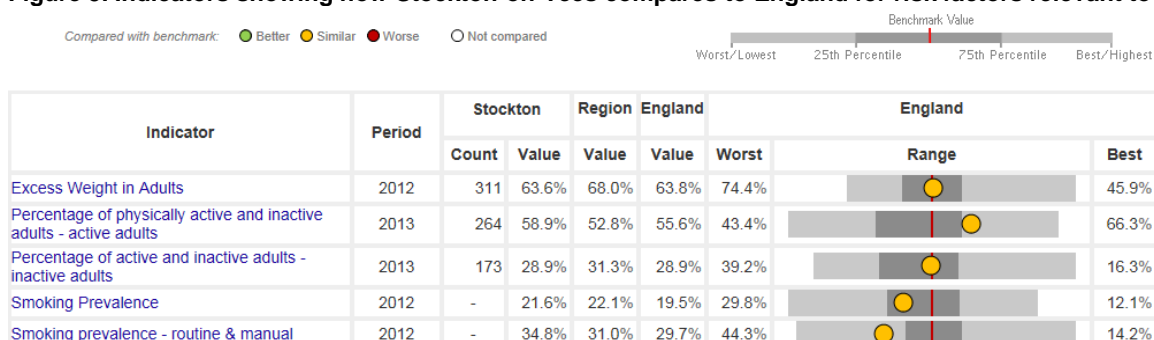 Compared with benchmark: Better Similar Worse Not compared
Benchmark Value
Worst/Lowest 25th Percentile 75th Percentile Best/Highest
Indicator Period Stockton Region England England
Count Value Value Value Worst Range Best
Excess Weight in Adults 2012 311 63.6% 68.0% 63.8% 74.4% 45.9%
Percentage of physically active and inactive
adults - active adults 2013 264 58.9% 52.8% 55.6% 43.4% 66.3%
Percentage of active and inactive adults -
inactive adults 2013 173 28.9% 31.3% 28.9% 39.2% 16.3%
Smoking Prevalence 2012 - 21.6% 22.1% 19.5% 29.8% 12.1%
Smoking prevalence - routine & manual 2012 - 34.8% 31.0% 29.7% 44.3% 14.2%